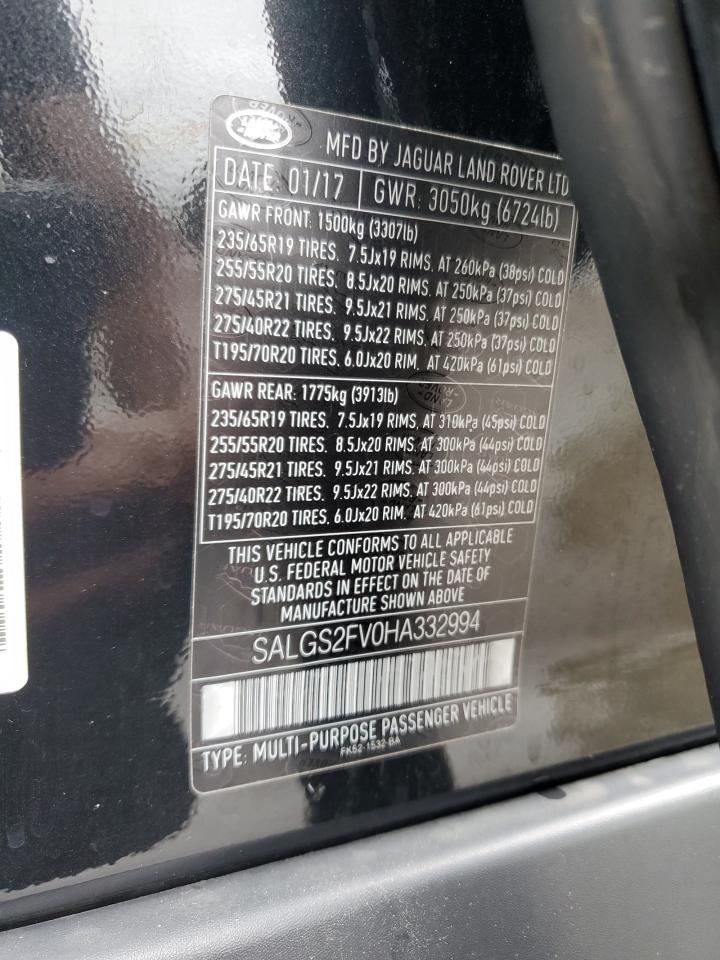 MFD BY JAGUAR LAND ROVER LTD
DATE: 01/17 GWR: 3050kg (6724lb)
GAWR FRONT: 1500kg (3307lb)
235/65R19 TIRES, 7.5Jx19 RIMS, AT 260kPa (38psi) COLD
255/55R20 TIRES, 8.5Jx20 RIMS, AT 250kPa (37psi) COLD
275/45R21 TIRES, 9.5Jx21 RIMS, AT 250kPa (37psi) COLD
275/40R22 TIRES, 9.5Jx22 RIMS, AT 250kPa (37psi) COLD
T195/70R20 TIRES, 6.0Jx20 RIM, AT 420kPa (61psi) COLD
GAWR REAR: 1775kg (3913lb)
235/65R19 TIRES, 7.5Jx19 RIMS, AT 310kPa (45psi) COLD
255/55R20 TIRES, 8.5Jx20 RIMS, AT 300kPa (44psi) COLD
275/45R21 TIRES, 9.5Jx21 RIMS, AT 300kPa (44psi) COLD
275/40R22 TIRES, 9.5Jx22 RIMS, AT 300kPa (44psi) COLD
T195/70R20 TIRES, 6.0Jx20 RIM, AT 420kPa (61psi) COLD
THIS VEHICLE CONFORMS TO ALL APPLICABLE
U.S. FEDERAL MOTOR VEHICLE SAFETY
STANDARDS IN EFFECT ON THE DATE OF
MANUFACTURE SHOWN ABOVE
SALGS2FV0HA332994
TYPE: MULTI-PURPOSE PASSENGER VEHICLE
FK52-1532-BA